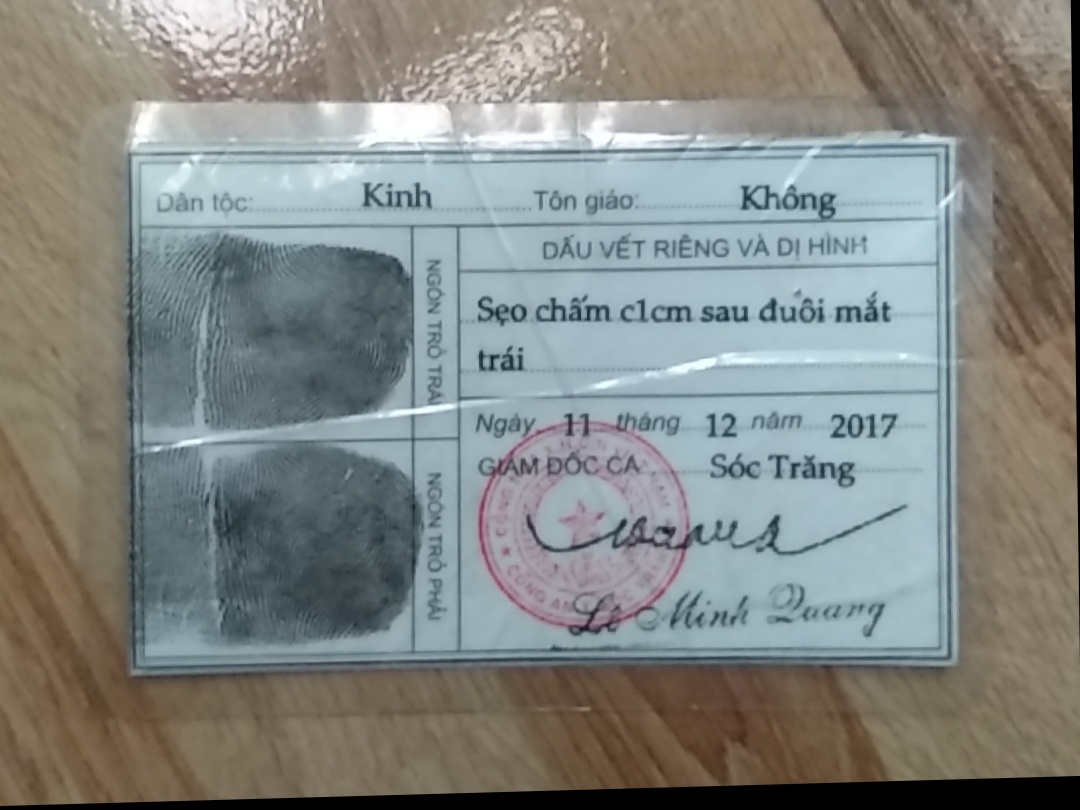 Dân tộc: Kinh Tôn giáo: Không
NGÓN TRỎ TRÁI
NGÓN TRỎ PHẢI
DẤU VẾT RIÊNG VÀ DỊ HÌNH
Sẹo chấm c1cm sau đuôi mắt
trái
Ngày 11 tháng 12 năm 2017
GIÁM ĐỐC CA Sóc Trăng
Lê Minh Quang